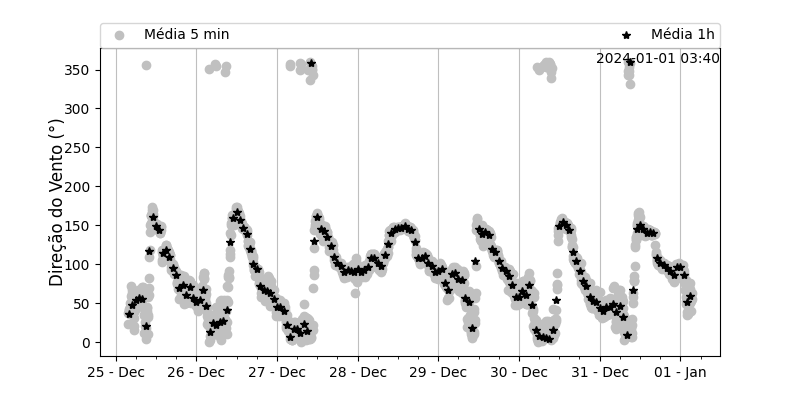 Média 5 min
Média 1h
2024-01-01 03:40
Direção do Vento (°)
350
300
250
200
150
100
50
0
25 - Dec
26 - Dec
27 - Dec
28 - Dec
29 - Dec
30 - Dec
31 - Dec
01 - Jan